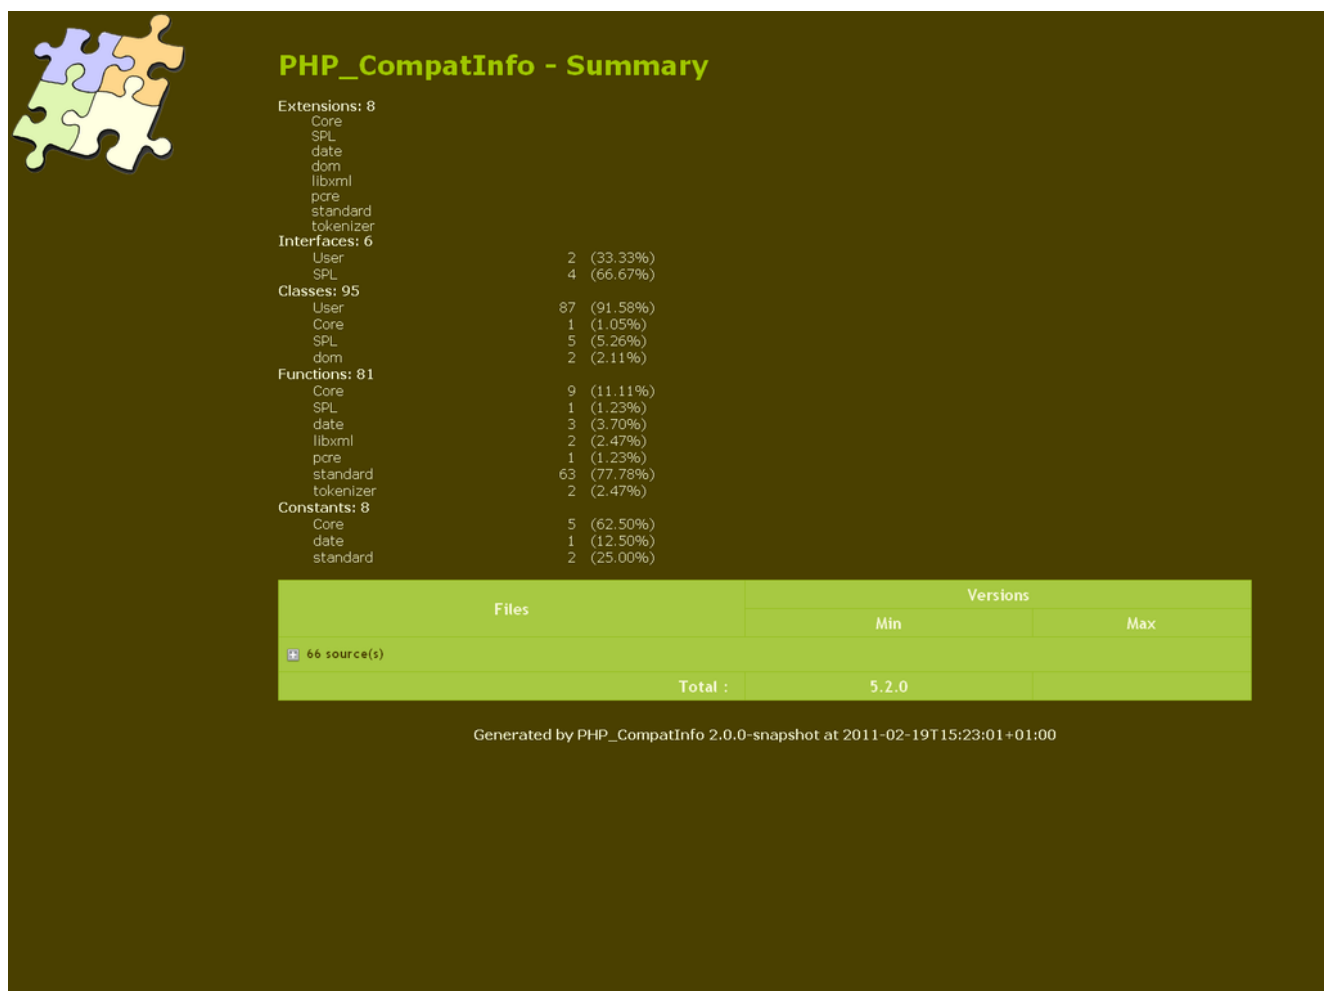 PHP_CompatInfo - Summary
Extensions: 8
Core
SPL
date
dom
libxml
pcre
standard
tokenizer
Interfaces: 6
User 2 (33.33%)
SPL 4 (66.67%)
Classes: 95
User 87 (91.58%)
Core 1 (1.05%)
SPL 5 (5.26%)
dom 2 (2.11%)
Functions: 81
Core 9 (11.11%)
SPL 1 (1.23%)
date 3 (3.70%)
libxml 2 (2.47%)
pcre 1 (1.23%)
standard 63 (77.78%)
tokenizer 2 (2.47%)
Constants: 8
Core 5 (62.50%)
date 1 (12.50%)
standard 2 (25.00%)
Files Versions
Min Max
66 source(s)
Total : 5.2.0
Generated by PHP_CompatInfo 2.0.0-snapshot at 2011-02-19T15:23:01+01:00